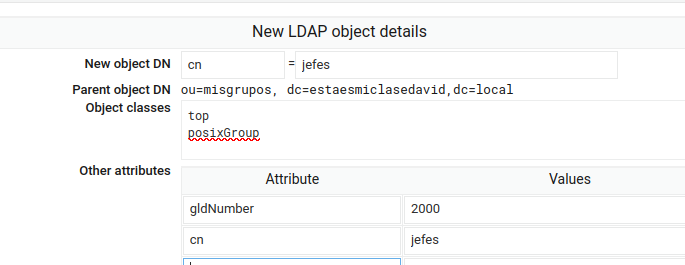 New LDAP object details
New object DN cn = jefes
Parent object DN ou=misgrupos, dc=estaesmiclasedavid,dc=local
Object classes
top
posixGroup
Other attributes
Attribute Values
gldNumber 2000
cn jefes